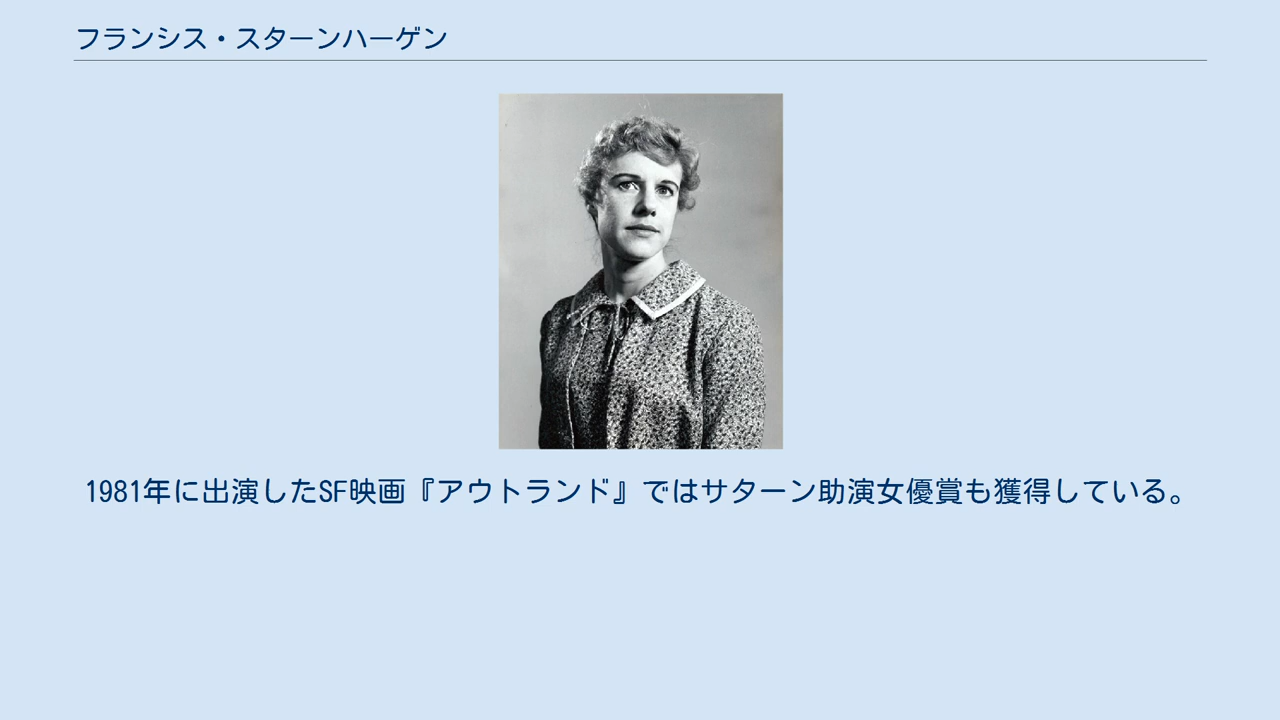 フランシス・スターンハーゲン
1981年に出演したSF映画『アウトランド』ではサターン助演女優賞も獲得している。